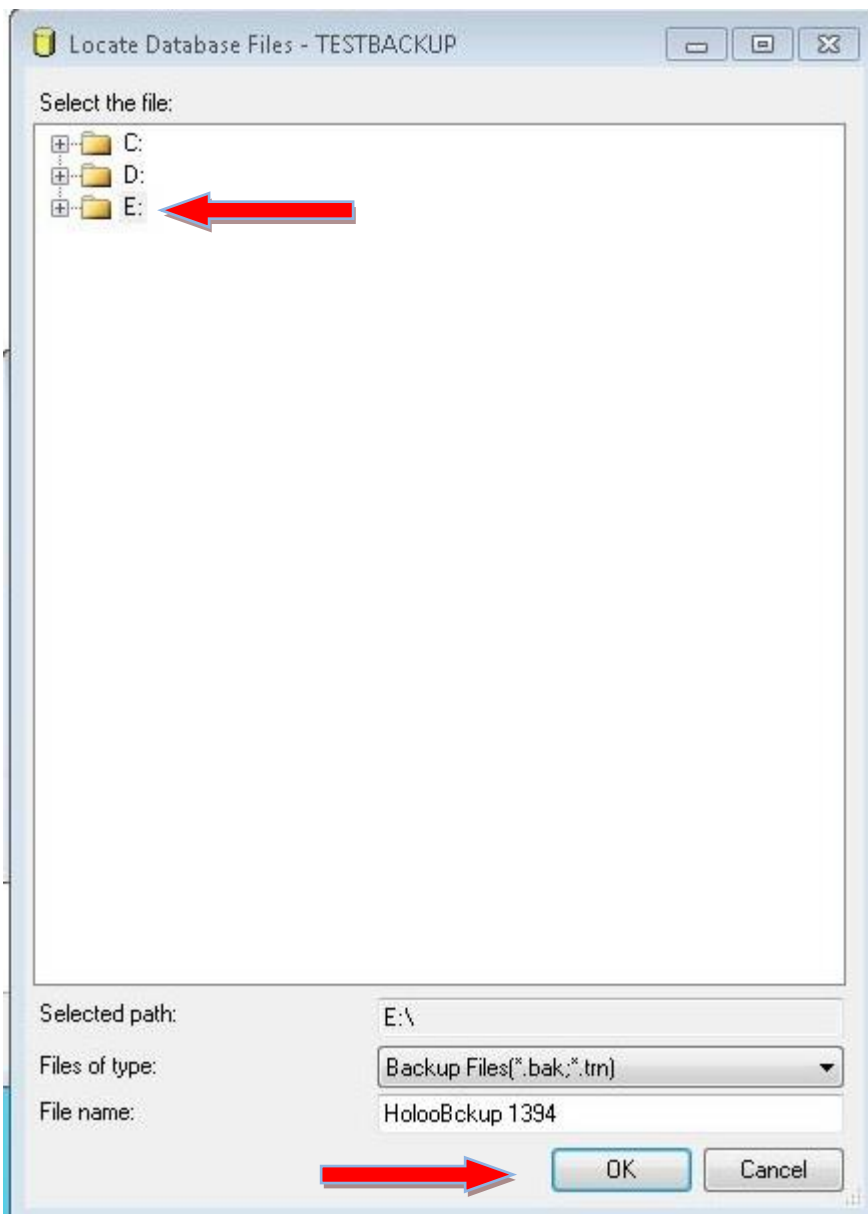 Locate Database Files - TESTBACKUP
Select the file:
C:
D:
E:
Selected path: E:\
Files of type: Backup Files(*.bak;*.trn)
File name: HolooBckup 1394
OK Cancel